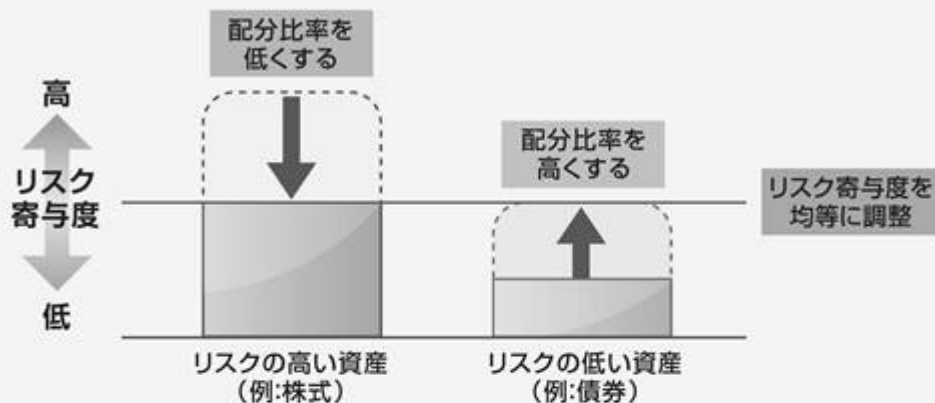 配分比率を
低くする
高
リスク
寄与度
低
配分比率を
高くする
リスク寄与度を
均等に調整
リスクの高い資産
（例：株式）
リスクの低い資産
（例：債券）